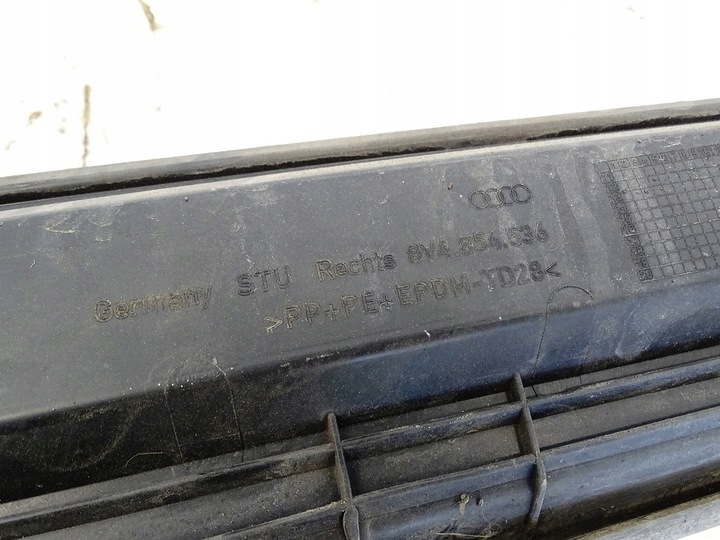 Germany STU Rechts 8V4.854.536
>PP+PE+EPDM-TD28<